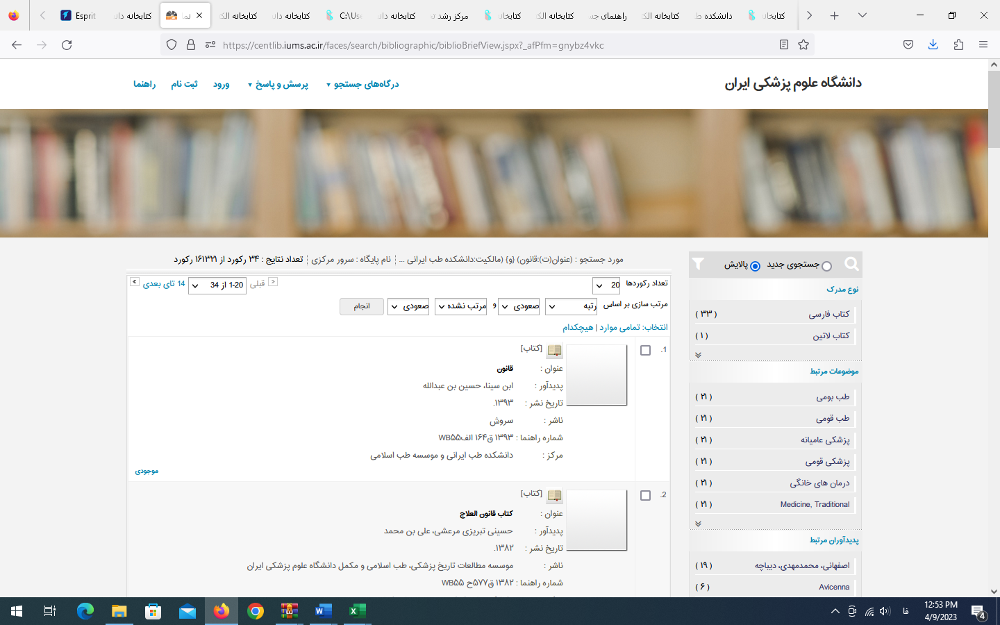 Esprit
کتابخانه دان
نم
کتابخانه الک
کتابخانه دان
C:\Use
کتابخانه دان
مرکز رشد تج
کتابخان
کتابخانه الک
راهنمای جس
کتابخانه الک
دانشکده ط
کتابخان
https://centlib.iums.ac.ir/faces/search/bibliographic/biblioBriefView.jspx?_afPfm=gnybz4vkc
دانشگاه علوم پزشکی ایران
درگاه‌های جستجو ▼ پرسش و پاسخ ▼ ورود ثبت نام راهنما
جستجوی جدید پالایش
نوع مدرک
کتاب فارسی ( ۳۳ )
کتاب لاتین ( ۱ )
موضوعات مرتبط
طب بومی ( ۲۱ )
طب قومی ( ۲۱ )
پزشکی عامیانه ( ۲۱ )
پزشکی قومی ( ۲۱ )
درمان های خانگی ( ۲۱ )
Medicine, Traditional ( ۲۱ )
پدیدآوران مرتبط
اصفهانی، محمدمهدی، دیباچه ( ۱۹ )
Avicenna ( ۶ )
مورد جستجو : (عنوان(ت):قانون) {و} (مالکیت:دانشکده طب ایرانی ... نام پایگاه : سرور مرکزی تعداد نتایج : ۳۴ رکورد از ۱۶۱۳۲۱ رکورد
تعداد رکوردها 20 قبلی 1-20 از 34 14 تای بعدی
مرتب سازی بر اساس رتبه صعودی و مرتب نشده صعودی انجام
انتخاب: تمامی موارد | هیچکدام
1. [کتاب]
عنوان : قانون
پدیدآور : ابن سینا، حسین بن عبدالله
تاریخ نشر : ۱۳۹۳.
ناشر : سروش
شماره راهنما : WB۵۵الف ۱۶۴ق ۱۳۹۳
مرکز : دانشکده طب ایرانی و موسسه طب اسلامی
موجودی
2. [کتاب]
عنوان : کتاب قانون العلاج
پدیدآور : حسینی تبریزی مرعشی، علی بن محمد
تاریخ نشر : ۱۳۸۲.
ناشر : موسسه مطالعات تاریخ پزشکی، طب اسلامی و مکمل دانشگاه علوم پزشکی ایران
شماره راهنما : WB۵۵ ح۵۷۷ق ۱۳۸۲
فا
12:53 PM
4/9/2023
4